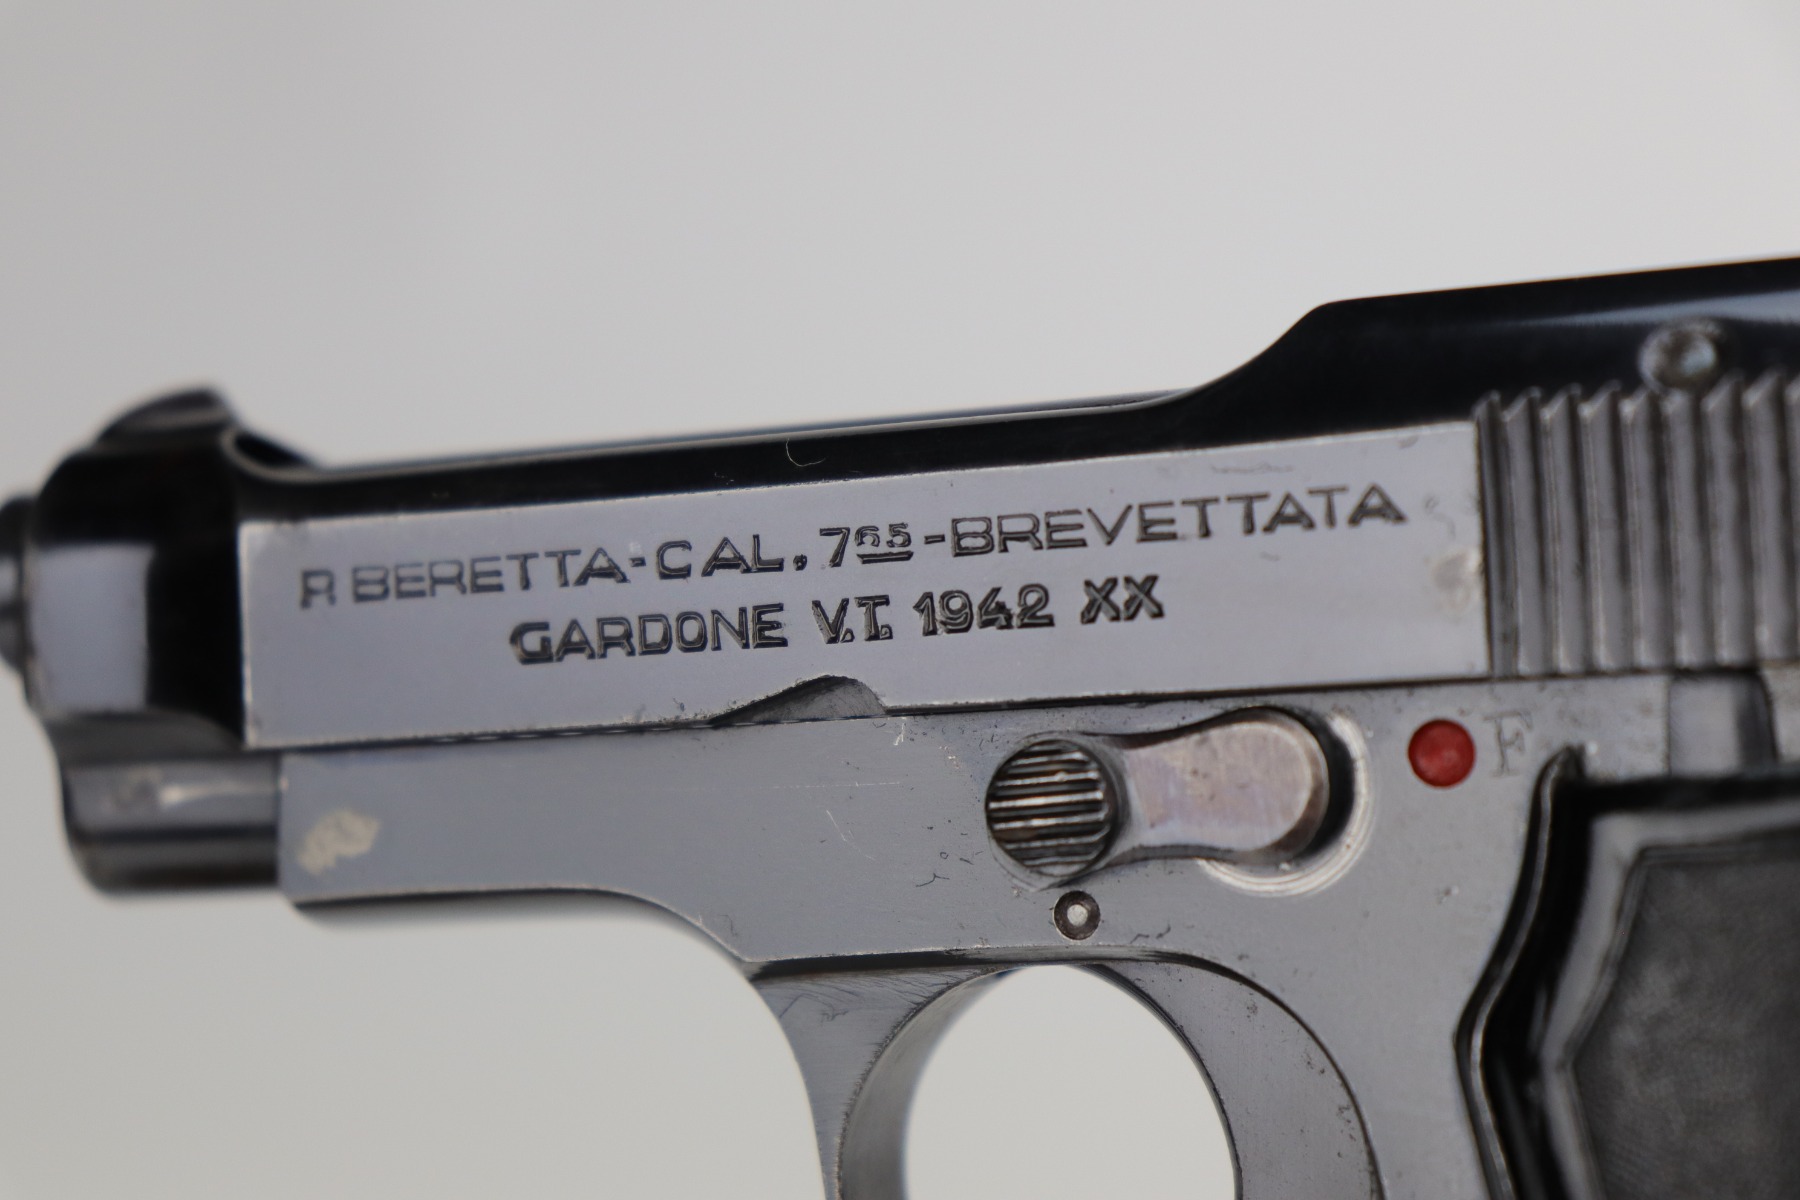 P. BERETTA-CAL. 765-BREVETTATA
GARDONE V.T. 1942 XX
F